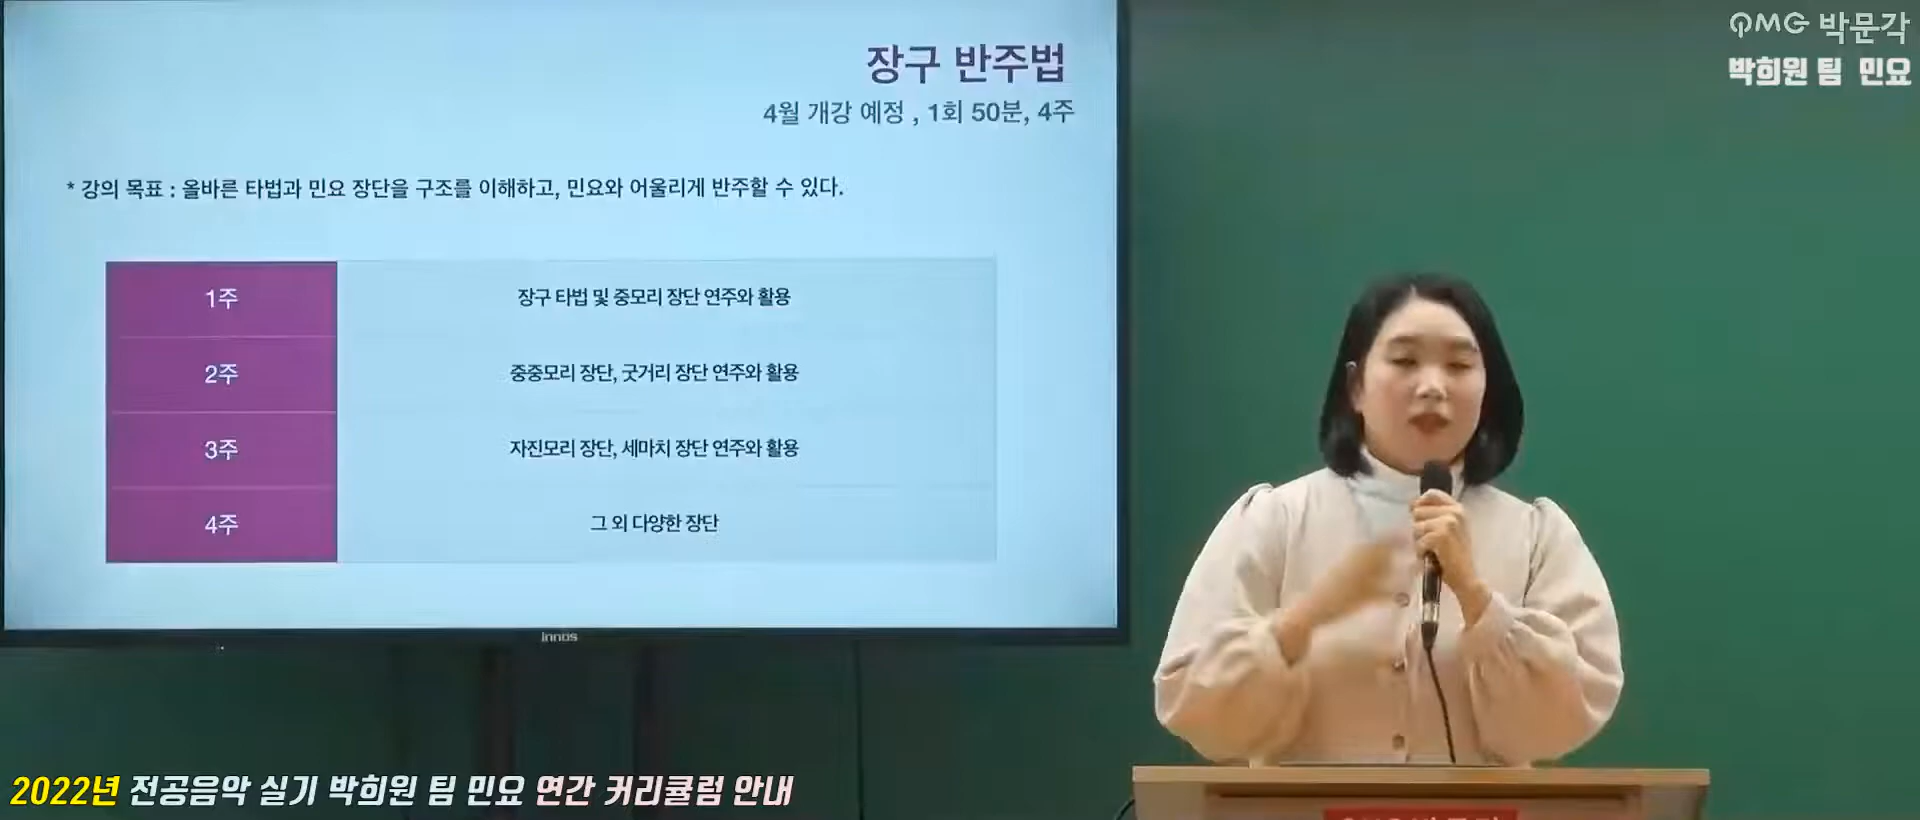 장구 반주법
4월 개강 예정 , 1회 50분, 4주
* 강의 목표 : 올바른 타법과 민요 장단을 구조를 이해하고, 민요와 어울리게 반주할 수 있다.
1주 장구 타법 및 중모리 장단 연주와 활용
2주 중중모리 장단, 굿거리 장단 연주와 활용
3주 자진모리 장단, 세마치 장단 연주와 활용
4주 그 외 다양한 장단
innos
PMG 박문각
박희원 팀 민요
2022년 전공음악 실기 박희원 팀 민요 연간 커리큘럼 안내